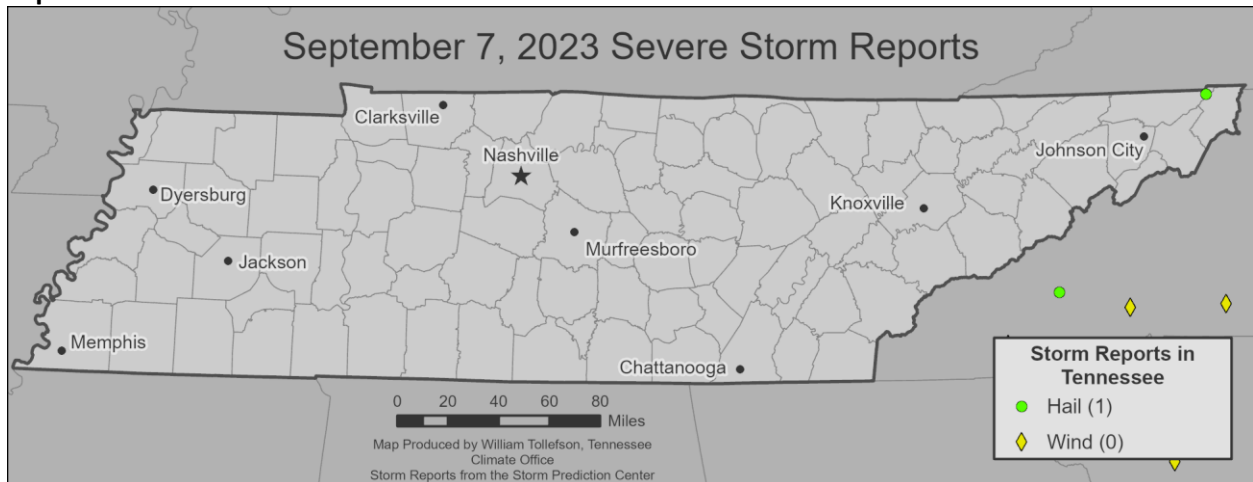 September 7, 2023 Severe Storm Reports
Clarksville
Nashville
Johnson City
Dyersburg
Knoxville
Murfreesboro
Jackson
Memphis
Chattanooga
0 20 40 60 80
Miles
Map Produced by William Tollefson, Tennessee
Climate Office
Storm Reports from the Storm Prediction Center
Storm Reports in
Tennessee
Hail (1)
Wind (0)